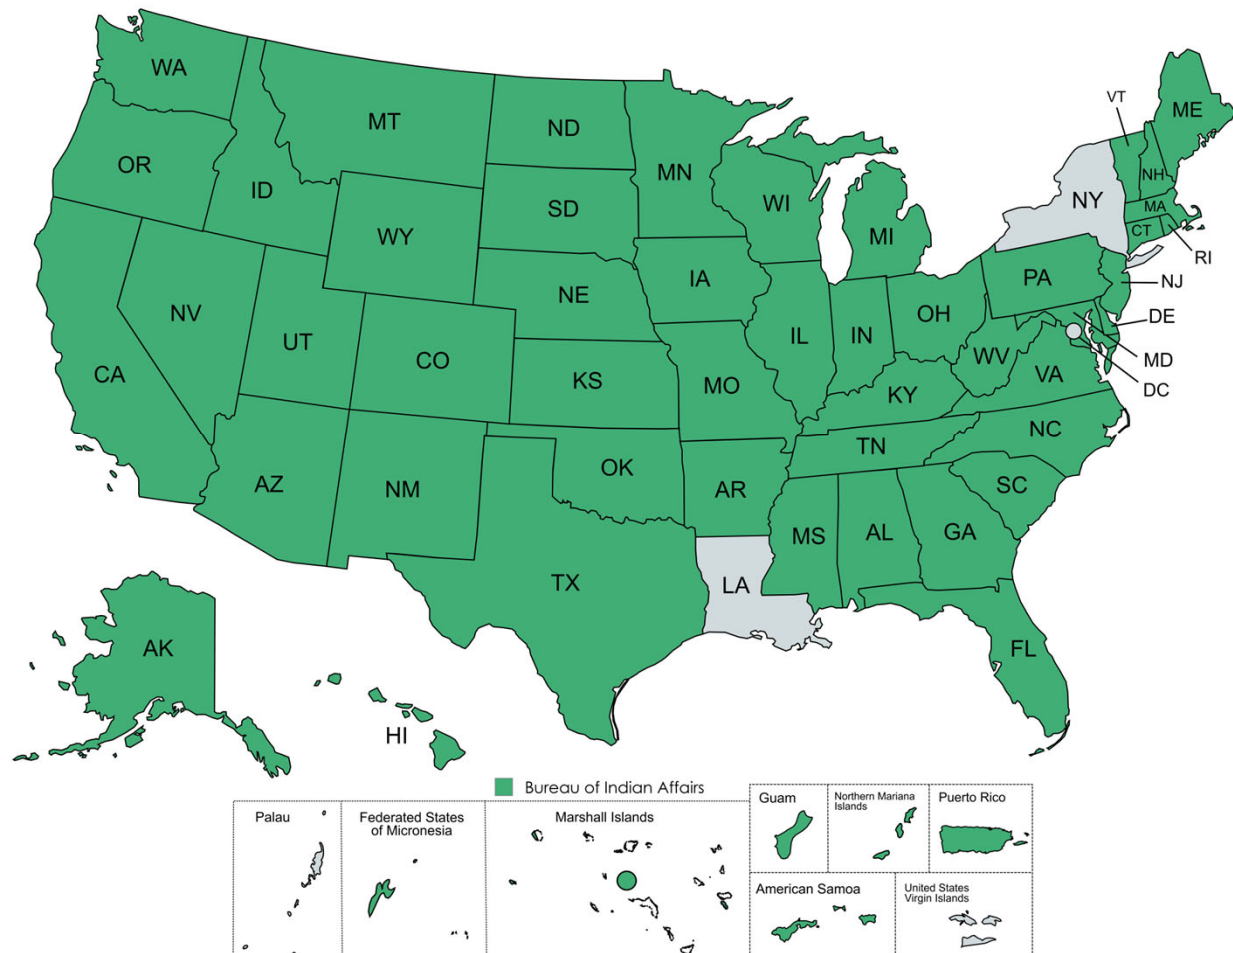 WA
MT
ND
MN
VT
ME
OR
ID
SD
WI
MI
NY
NH
MA
CT
RI
WY
IA
NE
PA
NJ
NV
UT
CO
IL
IN
OH
DE
CA
KS
MO
WV
VA
MD
DC
KY
NC
TN
AZ
NM
OK
AR
SC
MS
AL
GA
TX
LA
AK
FL
HI
Bureau of Indian Affairs
Palau
Federated States
of Micronesia
Marshall Islands
Guam
Northern Mariana
Islands
Puerto Rico
American Samoa
United States
Virgin Islands